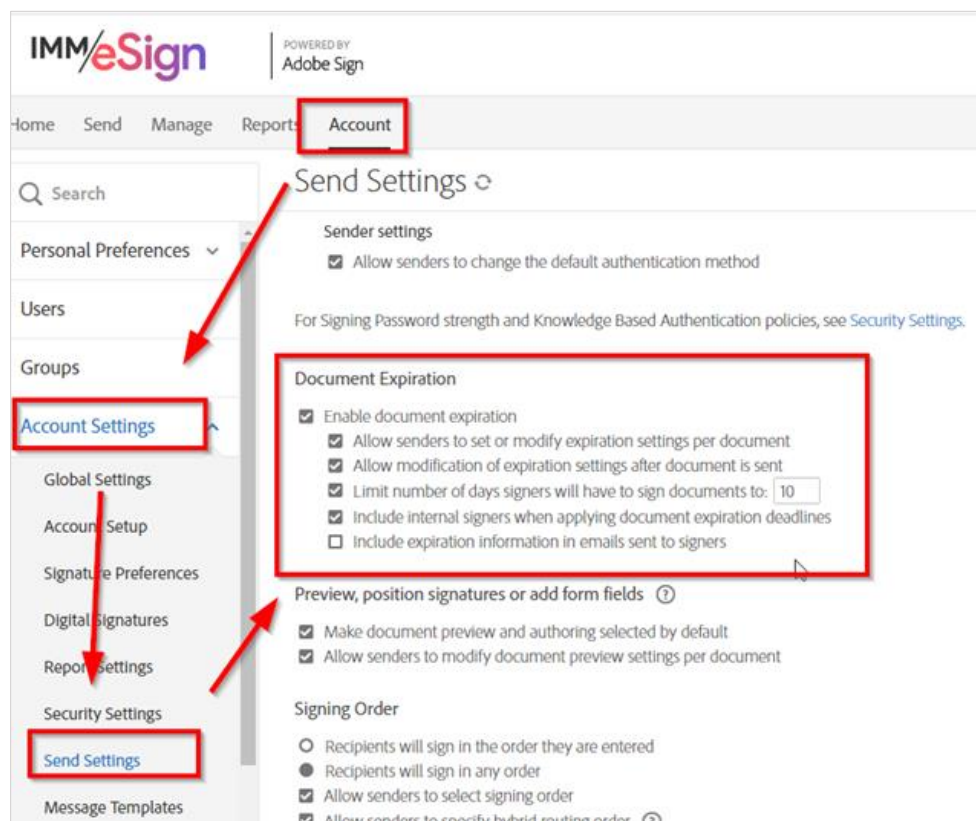 IMM/eSign
POWERED BY
Adobe Sign
Home Send Manage Reports Account
Search
Personal Preferences
Users
Groups
Account Settings
Global Settings
Account Setup
Signature Preferences
Digital Signatures
Report Settings
Security Settings
Send Settings
Message Templates
Send Settings
Sender settings
Allow senders to change the default authentication method
For Signing Password strength and Knowledge Based Authentication policies, see Security Settings.
Document Expiration
Enable document expiration
Allow senders to set or modify expiration settings per document
Allow modification of expiration settings after document is sent
Limit number of days signers will have to sign documents to: 10
Include internal signers when applying document expiration deadlines
Include expiration information in emails sent to signers
Preview, position signatures or add form fields ?
Make document preview and authoring selected by default
Allow senders to modify document preview settings per document
Signing Order
Recipients will sign in the order they are entered
Recipients will sign in any order
Allow senders to select signing order
Allow senders to specify hybrid routing order ?